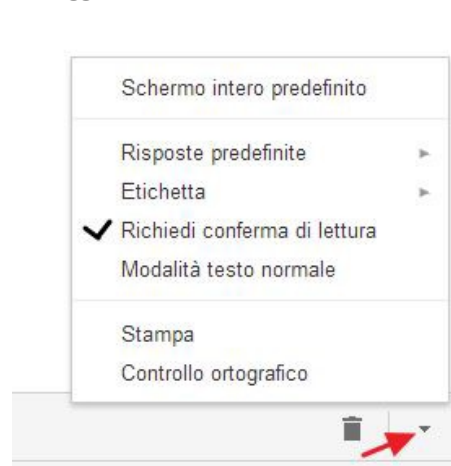 Schermo intero predefinito
Risposte predefinite
Etichetta
Richiedi conferma di lettura
Modalità testo normale
Stampa
Controllo ortografico